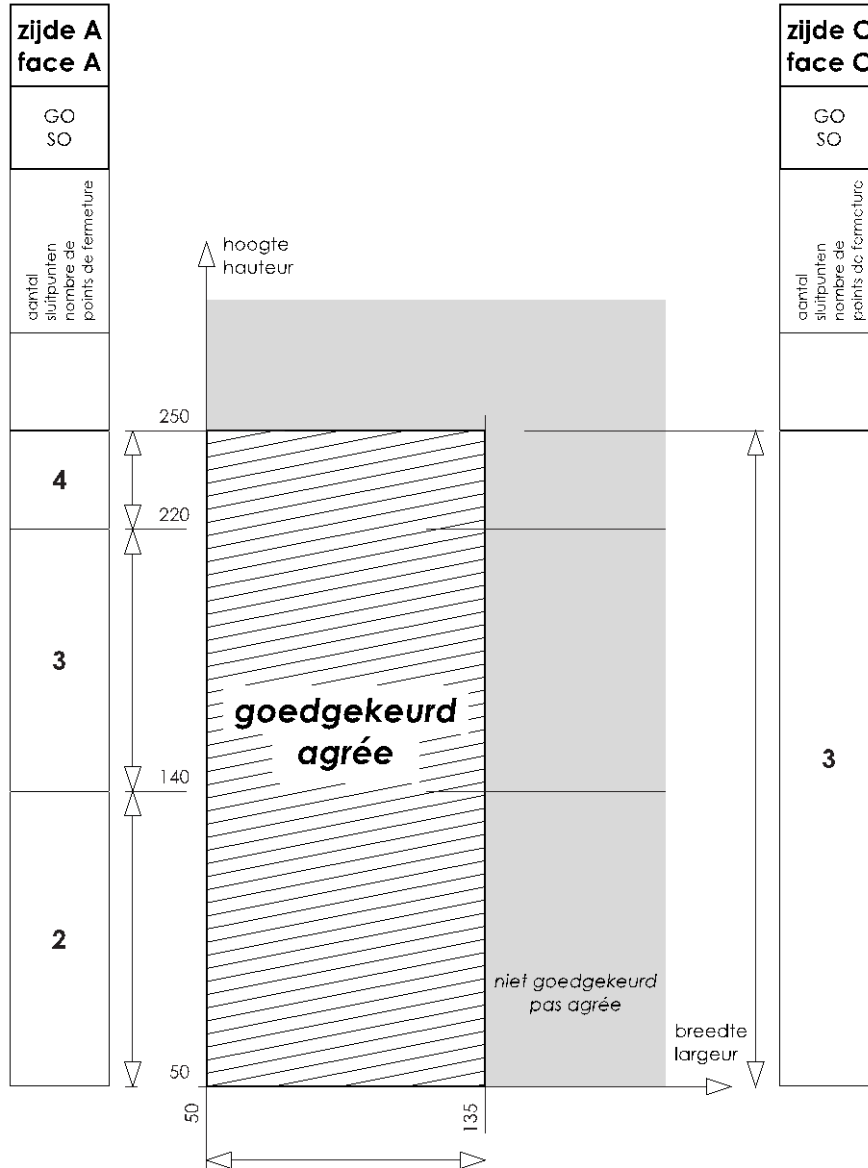 zijde A
face A
GO
SO
aantal
sluitpunten
nombre de
points de fermeture
4
3
2
hoogte
hauteur
250
220
140
50
goedgekeurd
agrée
niet goedgekeurd
pas agrée
breedte
largeur
50
135
zijde C
face C
GO
SO
aantal
sluitpunten
nombre de
points de fermeture
3